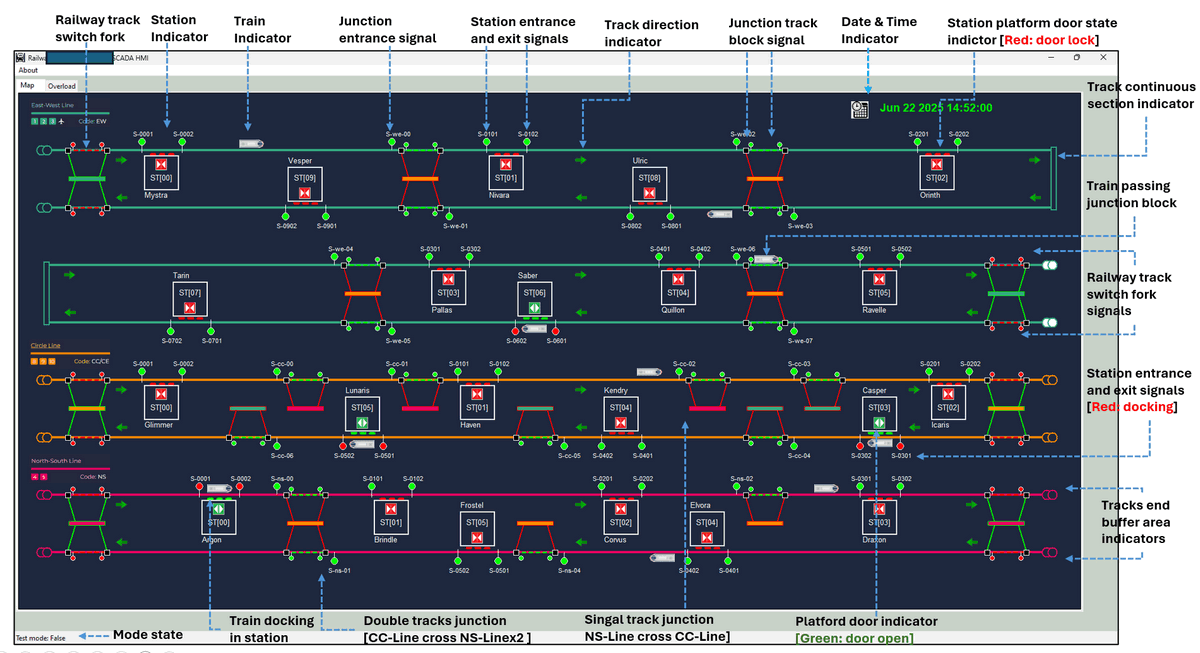 Railway track
switch fork
Station
Indicator
Train
Indicator
Junction
entrance signal
Station entrance
and exit signals
Track direction
indicator
Junction track
block signal
Date & Time
Indicator
Station platform door state
indictor [Red: door lock]
Railwa
SCADA HMI
About
Map
Overload
Track continuous
section indicator
East-West Line
1 2 3
Code: EW
Jun 22 2025 14:52:00
S-0001 S-0002 S-we-00 S-0101 S-0102 S-we-02 S-0201 S-0202
Vesper Ulric
ST[00] ST[09] ST[01] ST[08] ST[02]
Mystra Nivara Orinth
S-0902 S-0901 S-we-01 S-0802 S-0801 S-we-03
Train passing
junction block
S-we-04 S-0301 S-0302 S-0401 S-0402 S-we-06 S-0501 S-0502
Tarin Saber
ST[07] ST[03] ST[06] ST[04] ST[05]
Pallas Quillon Ravelle
S-0702 S-0701 S-we-05 S-0602 S-0601 S-we-07
Railway track
switch fork
signals
Circle Line
Code: CC/CE
S-0001 S-0002 S-cc-00 S-cc-01 S-0101 S-0102 S-cc-02 S-cc-03 S-0201 S-0202
Lunaris Kendry Casper
ST[00] ST[05] ST[01] ST[04] ST[03] ST[02]
Glimmer Haven Icaris
S-cc-06 S-0502 S-0501 S-cc-05 S-0402 S-0401 S-cc-04 S-0302 S-0301
Station entrance
and exit signals
[Red: docking]
North-South Line
4 5
Code: NS
S-0001 S-0002 S-ns-00 S-0101 S-0102 S-0201 S-0202 S-ns-02 S-0301 S-0302
Frostel Elvora
ST[00] ST[01] ST[05] ST[02] ST[04] ST[03]
Argon Brindle Corvus Draxon
S-ns-01 S-0502 S-0501 S-ns-04 S-0402 S-0401
Tracks end
buffer area
indicators
Test mode: False
Mode state
Train docking
in station
Double tracks junction
[CC-Line cross NS-Linex2 ]
Singal track junction
NS-Line cross CC-Line]
Platford door indicator
[Green: door open]